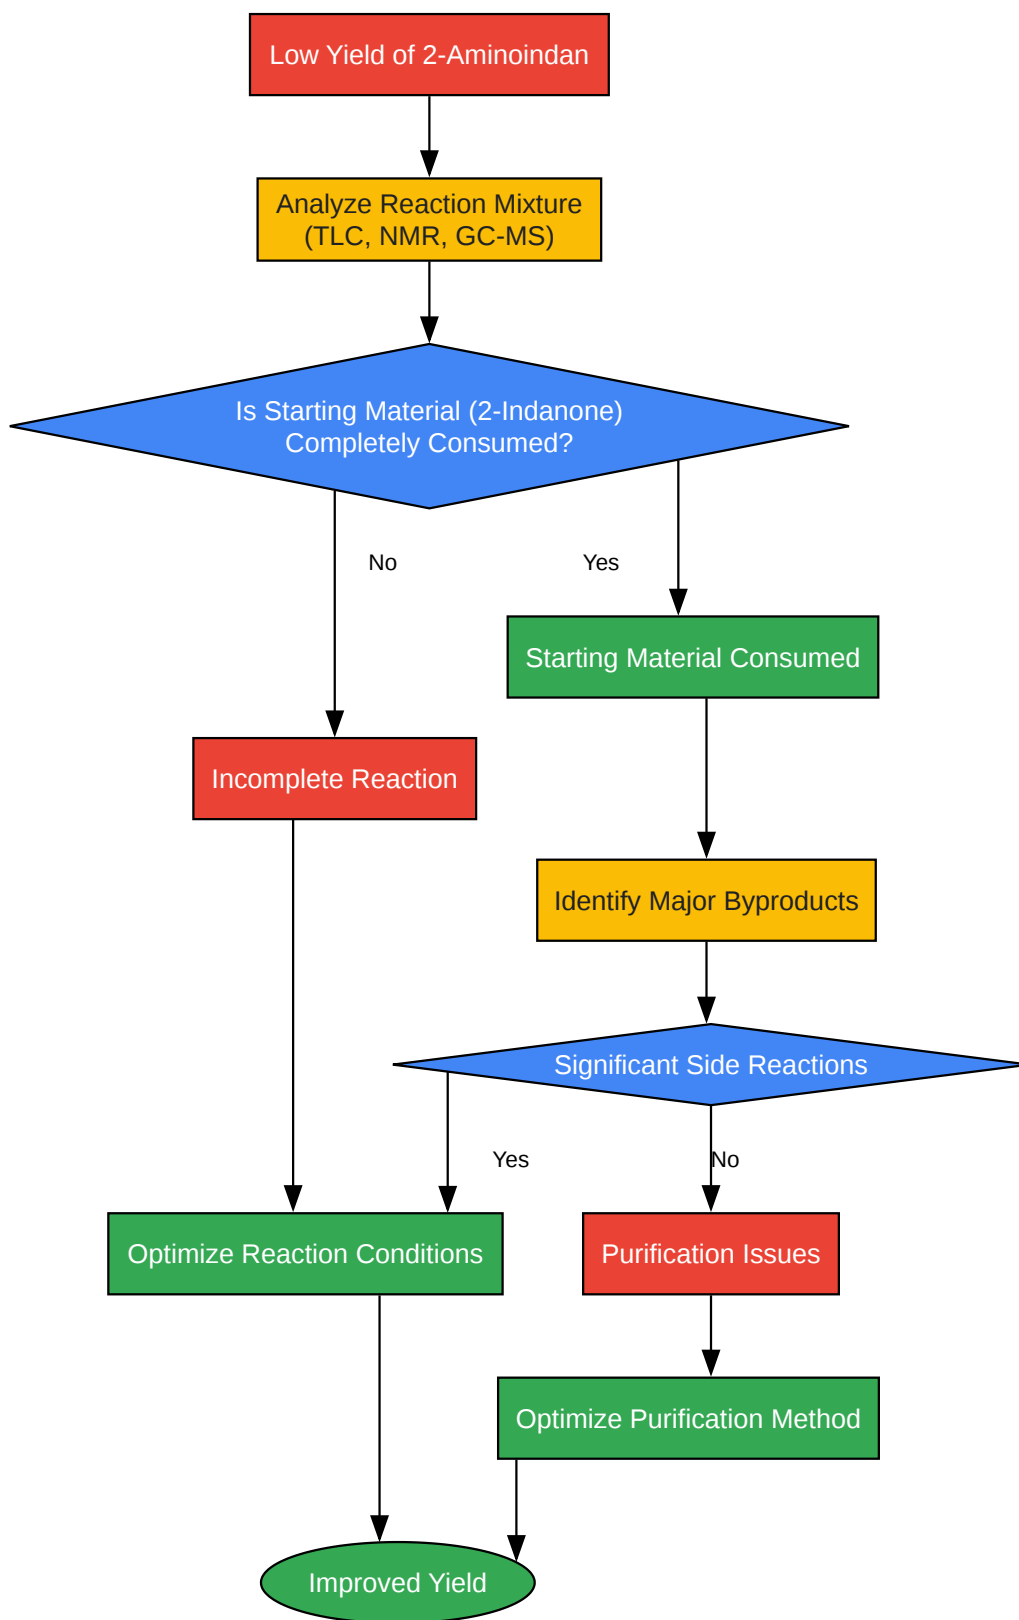 Low Yield of 2-Aminoindan
Analyze Reaction Mixture
(TLC, NMR, GC-MS)
Is Starting Material (2-Indanone)
Completely Consumed?
No
Yes
Starting Material Consumed
Incomplete Reaction
Identify Major Byproducts
Significant Side Reactions
Yes
No
Optimize Reaction Conditions
Purification Issues
Optimize Purification Method
Improved Yield